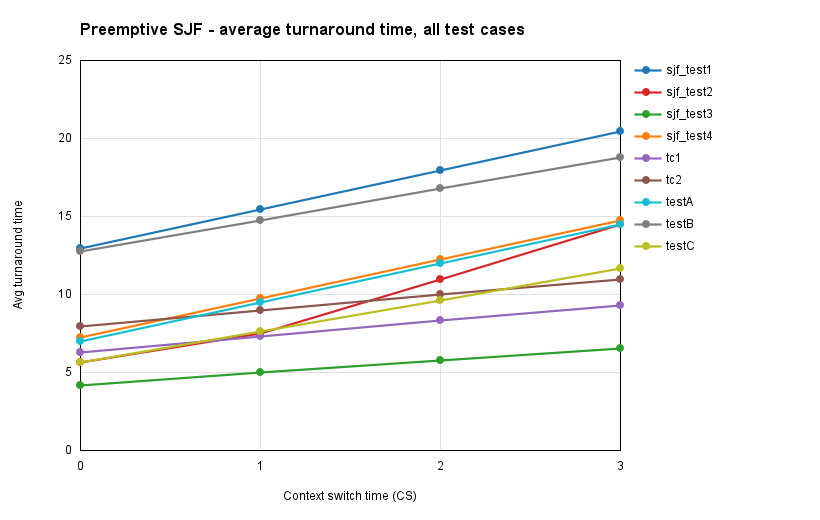 Preemptive SJF - average turnaround time, all test cases
25
20
15
10
5
0
0
1
2
3
Avg turnaround time
Context switch time (CS)
sjf_test1
sjf_test2
sjf_test3
sjf_test4
tc1
tc2
testA
testB
testC